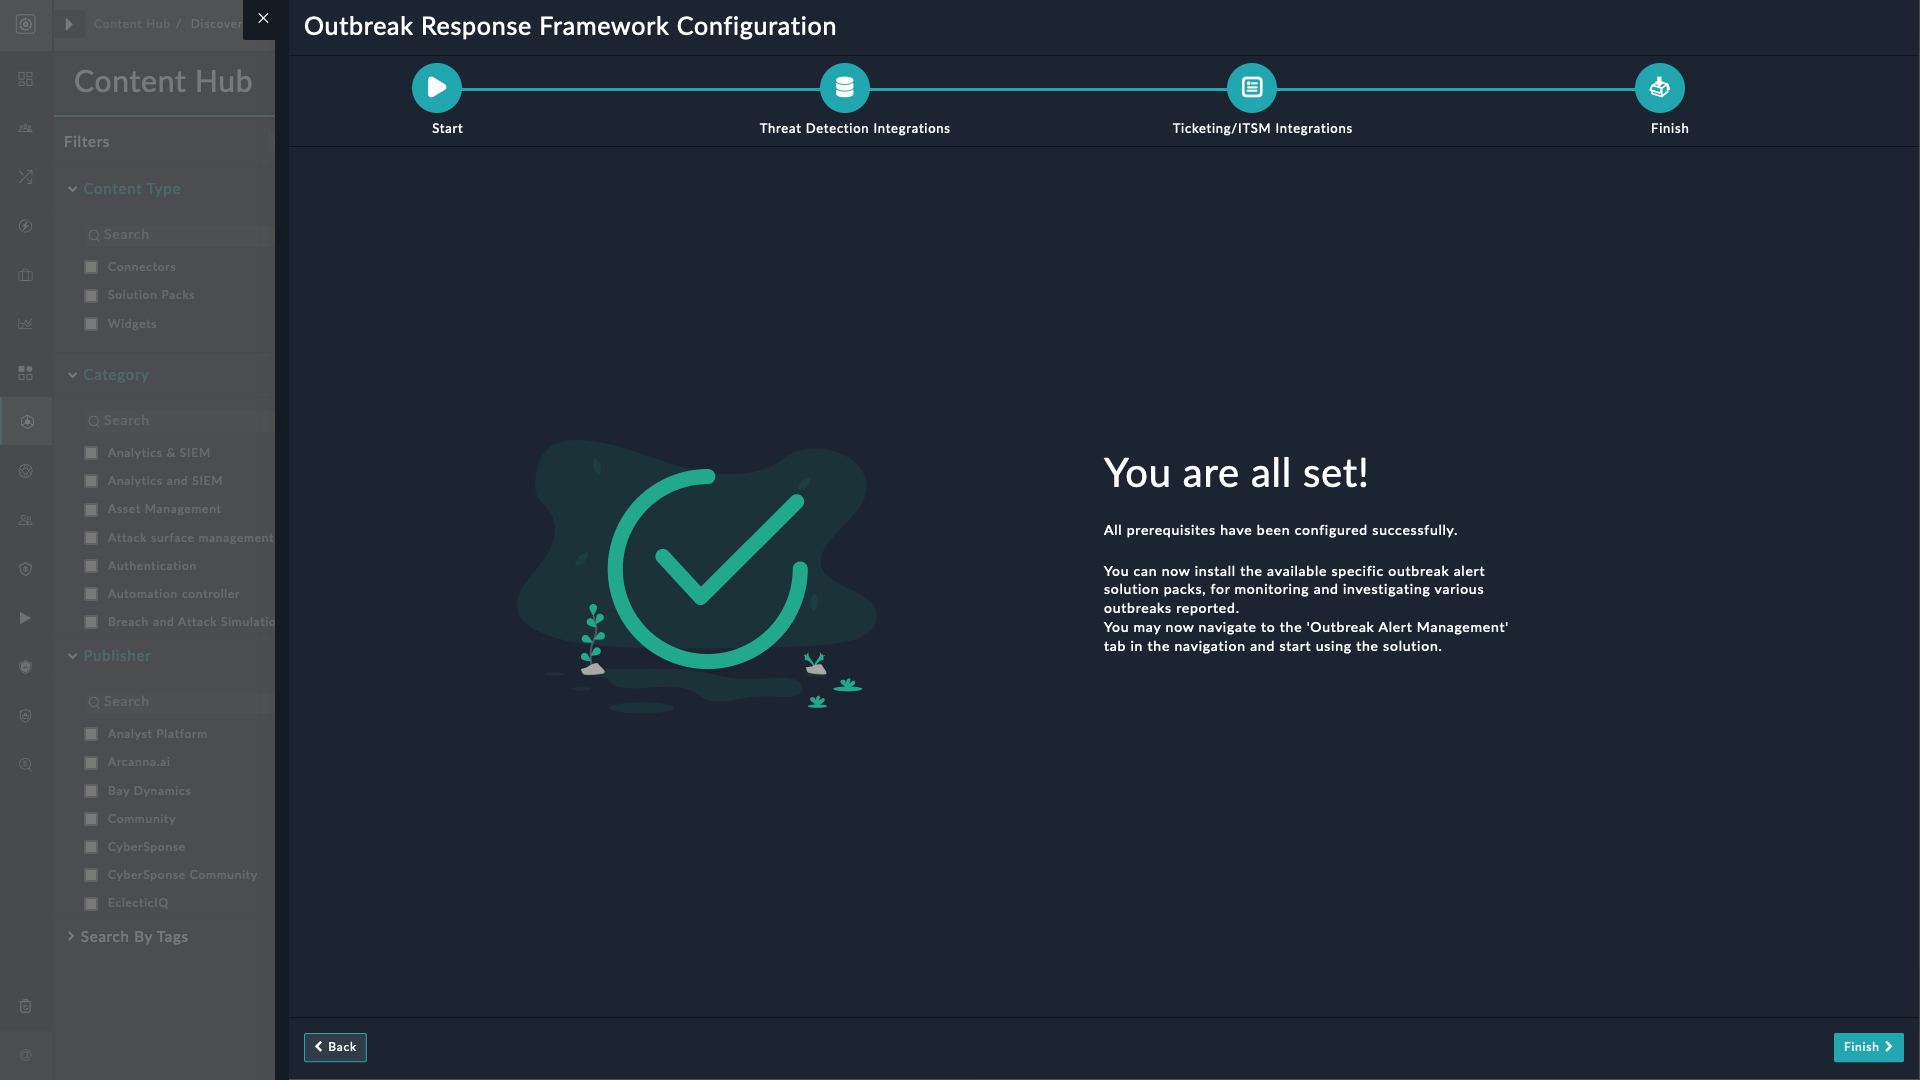 Content Hub / Discover
Content Hub
Filters
Content Type
Search
Connectors
Solution Packs
Widgets
Category
Search
Analytics & SIEM
Analytics and SIEM
Asset Management
Attack surface management
Authentication
Automation controller
Breach and Attack Simulatio
Publisher
Search
Analyst Platform
Arcanna.ai
Bay Dynamics
Community
CyberSponse
CyberSponse Community
EclecticIQ
Search By Tags
Outbreak Response Framework Configuration
Start
Threat Detection Integrations
Ticketing/ITSM Integrations
Finish
You are all set!
All prerequisites have been configured successfully.
You can now install the available specific outbreak alert
solution packs, for monitoring and investigating various
outbreaks reported.
You may now navigate to the 'Outbreak Alert Management'
tab in the navigation and start using the solution.
Back
Finish